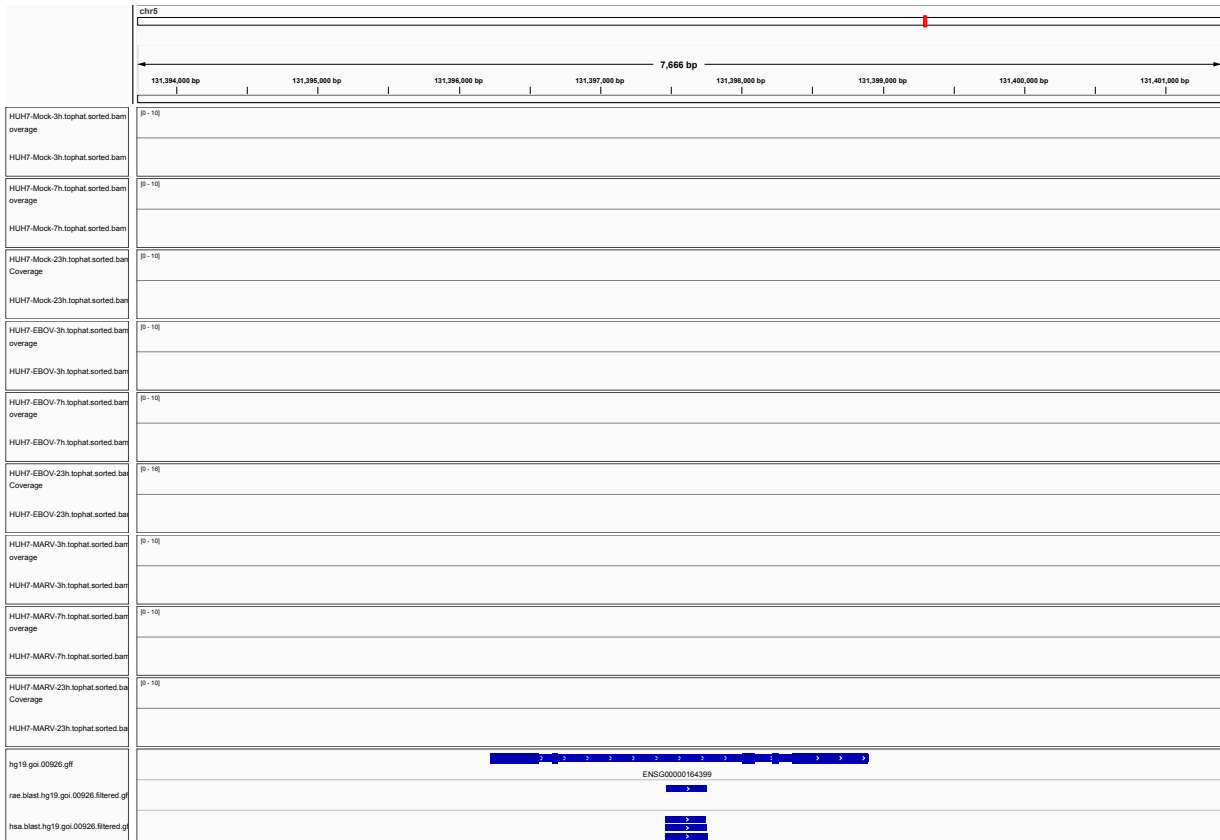 chr5
7,666 bp
131,394,000 bp 131,395,000 bp 131,396,000 bp 131,397,000 bp 131,398,000 bp 131,399,000 bp 131,400,000 bp 131,401,000 bp
HUH7-Mock-3h.tophat.sorted.bam [0 - 10]
overage
HUH7-Mock-3h.tophat.sorted.bam
HUH7-Mock-7h.tophat.sorted.bam [0 - 10]
overage
HUH7-Mock-7h.tophat.sorted.bam
HUH7-Mock-23h.tophat.sorted.bam [0 - 10]
Coverage
HUH7-Mock-23h.tophat.sorted.bam
HUH7-EBOV-3h.tophat.sorted.bam [0 - 10]
overage
HUH7-EBOV-3h.tophat.sorted.bam
HUH7-EBOV-7h.tophat.sorted.bam [0 - 10]
overage
HUH7-EBOV-7h.tophat.sorted.bam
HUH7-EBOV-23h.tophat.sorted.ba [0 - 16]
Coverage
HUH7-EBOV-23h.tophat.sorted.ba
HUH7-MARV-3h.tophat.sorted.bam [0 - 10]
overage
HUH7-MARV-3h.tophat.sorted.bam
HUH7-MARV-7h.tophat.sorted.bam [0 - 10]
overage
HUH7-MARV-7h.tophat.sorted.bam
HUH7-MARV-23h.tophat.sorted.ba [0 - 10]
Coverage
HUH7-MARV-23h.tophat.sorted.ba
hg19.goi.00926.gff
ENSG00000164399
rae.blast.hg19.goi.00926.filtered.gf
hsa.blast.hg19.goi.00926.filtered.gf